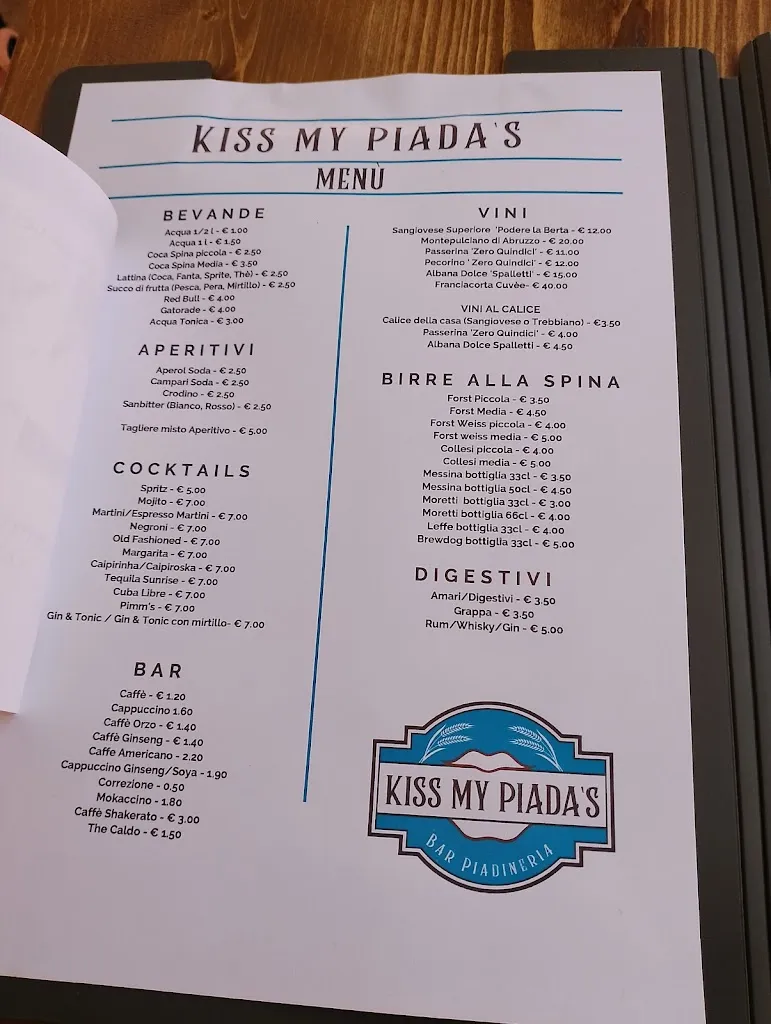 KISS MY PIADA'S
MENÙ
BEVANDE
Acqua 1/2 l - € 1.00
Acqua 1 l - € 1.50
Coca Spina piccola - € 2.50
Coca Spina Media - € 3.50
Lattina (Coca, Fanta, Sprite, Thè) - € 2.50
Succo di frutta (Pesca, Pera, Mirtillo) - € 2.50
Red Bull - € 4.00
Gatorade - € 4.00
Acqua Tonica - € 3.00
APERITIVI
Aperol Soda - € 2.50
Campari Soda - € 2.50
Crodino - € 2.50
Sanbitter (Bianco, Rosso) - € 2.50
Tagliere misto Aperitivo - € 5.00
COCKTAILS
Spritz - € 5.00
Mojito - € 7.00
Martini/Espresso Martini - € 7.00
Negroni - € 7.00
Old Fashioned - € 7.00
Margarita - € 7.00
Caipirinha/Caipiroska - € 7.00
Tequila Sunrise - € 7.00
Cuba Libre - € 7.00
Pimm's - € 7.00
Gin & Tonic / Gin & Tonic con mirtillo- € 7.00
BAR
Caffè - € 1.20
Cappuccino 1.60
Caffè Orzo - € 1.40
Caffè Ginseng - € 1.40
Caffe Americano - 2.20
Cappuccino Ginseng/Soya - 1.90
Correzione - 0.50
Mokaccino - 1.80
Caffè Shakerato - € 3.00
The Caldo - € 1.50
VINI
Sangiovese Superiore 'Podere la Berta - € 12.00
Montepulciano di Abruzzo - € 20.00
Passerina 'Zero Quindici' - € 11.00
Pecorino ' Zero Quindici' - € 12.00
Albana Dolce 'Spalletti' - € 15.00
Franciacorta Cuvée- € 40.00
VINI AL CALICE
Calice della casa (Sangiovese o Trebbiano) - €3.50
Passerina 'Zero Quindici' - € 4.00
Albana Dolce Spalletti - € 4.50
BIRRE ALLA SPINA
Forst Piccola - € 3.50
Forst Media - € 4.50
Forst Weiss piccola - € 4.00
Forst weiss media - € 5.00
Collesi piccola - € 4.00
Collesi media - € 5.00
Messina bottiglia 33cl - € 3.50
Messina bottiglia 50cl - € 4.50
Moretti bottiglia 33cl - € 3.00
Moretti bottiglia 66cl - € 4.00
Leffe bottiglia 33cl - € 4.00
Brewdog bottiglia 33cl - € 5.00
DIGESTIVI
Amari/Digestivi - € 3.50
Grappa - € 3.50
Rum/Whisky/Gin - € 5.00
KISS MY PIADA'S
BAR PIADINERIA